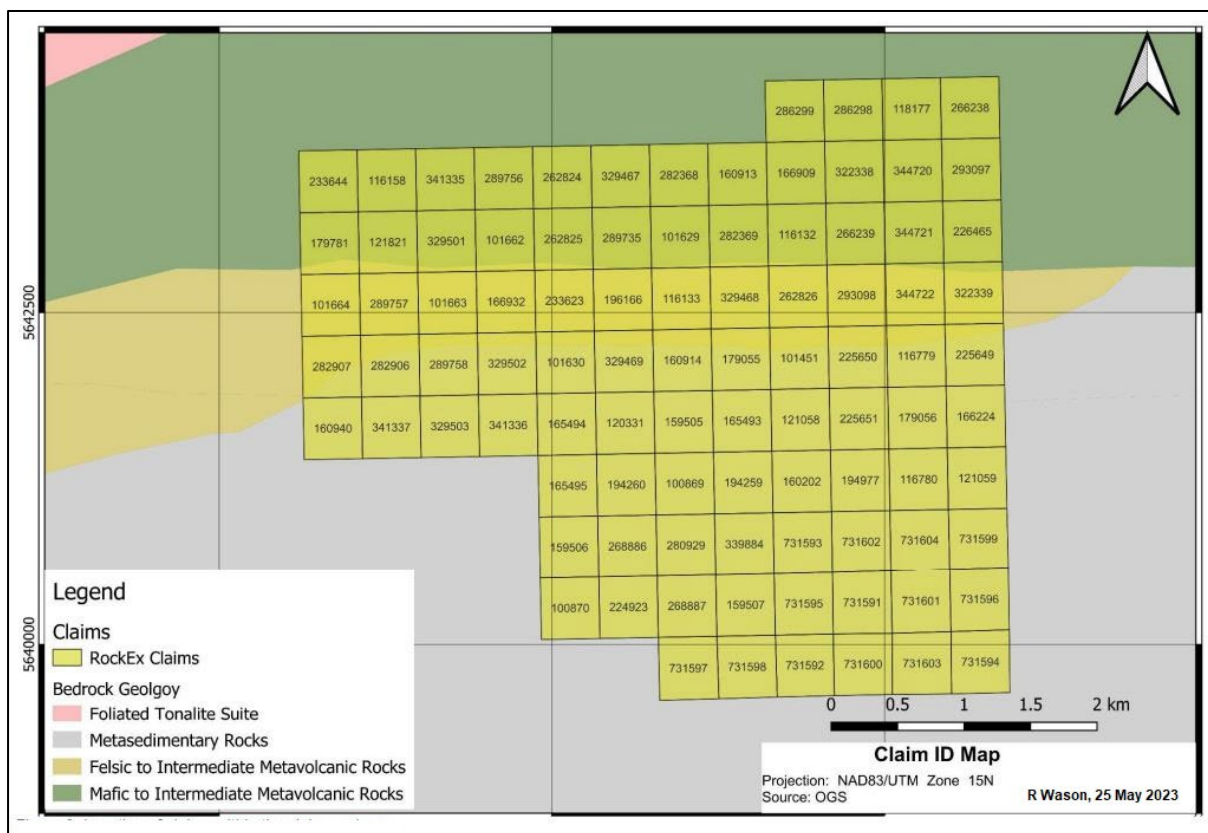 286299 286298 118177 266238
233644 116158 341335 289756 262824 329467 282368 160913 166909 322338 344720 293097
179781 121821 329501 101662 262825 289735 101629 282369 116132 266239 344721 226465
101664 289757 101663 166932 233623 196166 116133 329468 262826 293098 344722 322339
5642500
282907 282906 289758 329502 101630 329469 160914 179055 101451 225650 116779 225649
160940 341337 329503 341336 165494 120331 159505 165493 121058 225651 179056 166224
165495 194260 100869 194259 160202 194977 116780 121059
159506 268886 280929 339884 731593 731602 731604 731599
100870 224923 268887 159507 731595 731591 731601 731596
5640000
731597 731598 731592 731600 731603 731594
Legend
Claims
RockEx Claims
Bedrock Geolgoy
Foliated Tonalite Suite
Metasedimentary Rocks
Felsic to Intermediate Metavolcanic Rocks
Mafic to Intermediate Metavolcanic Rocks
0 0.5 1 1.5 2 km
Claim ID Map
Projection: NAD83/UTM Zone 15N
Source: OGS
R Wason, 25 May 2023